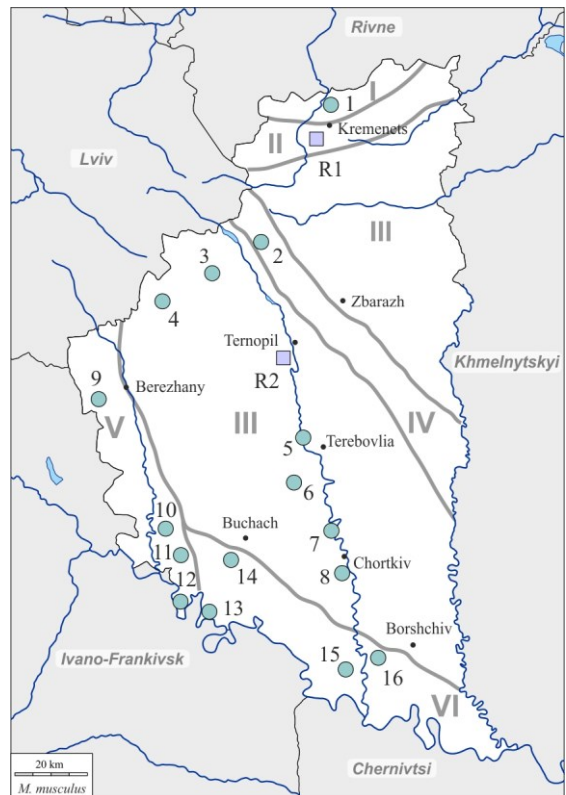 Rivne
1
I
Kremenets
II
R1
Lviv
III
2
3
Zbarazh
4
Ternopil
R2
Khmelnytskyi
9
Berezhany
V
III
IV
5
Terebovlia
6
10
Buchach
7
11
14
8
Chortkiv
12
13
Borshchiv
Ivano-Frankivsk
15
16
VI
20 km
M. musculus
Chernivtsi